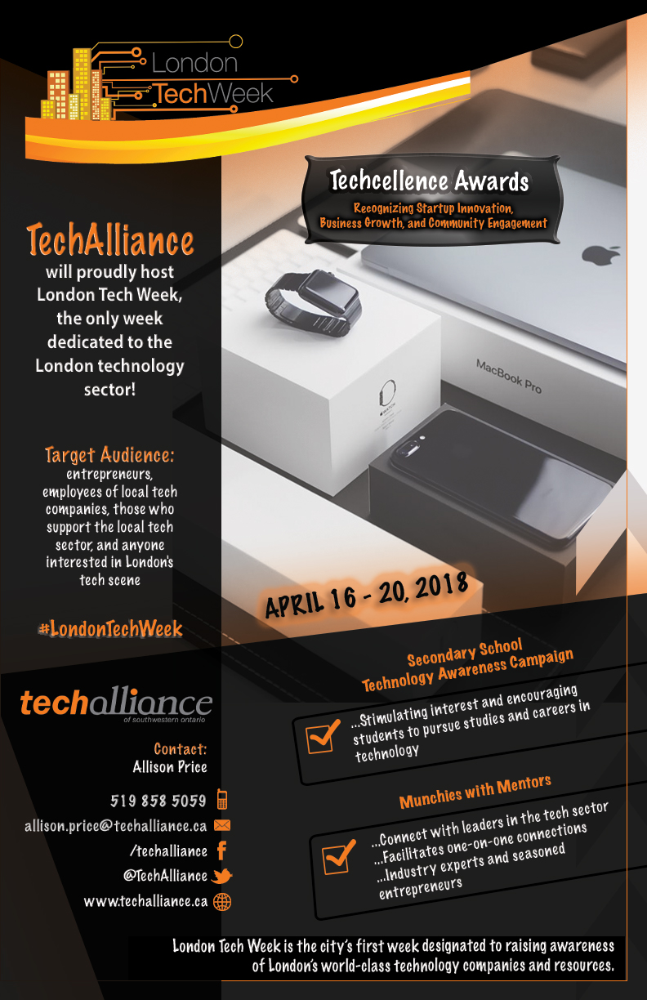 London
TechWeek
Techcellence Awards
Recognizing Startup Innovation,
Business Growth, and Community Engagement
TechAlliance
will proudly host
London Tech Week,
the only week
dedicated to the
London technology
sector!
MacBook Pro
WATCH
Target Audience:
entrepreneurs,
employees of local tech
companies, those who
support the local tech
sector, and anyone
interested in London's
tech scene
#LondonTechWeek
APRIL 16 - 20, 2018
Secondary School
Technology Awareness Campaign
...Stimulating interest and encouraging
students to pursue studies and careers in
technology
Munchies with Mentors
...Connect with leaders in the tech sector
...Facilitates one-on-one connections
...Industry experts and seasoned
entrepreneurs
techalliance
of southwestern ontario
Contact:
Allison Price
519 858 5059
allison.price@techalliance.ca
/techalliance
@TechAlliance
www.techalliance.ca
London Tech Week is the city's first week designated to raising awareness
of London's world-class technology companies and resources.